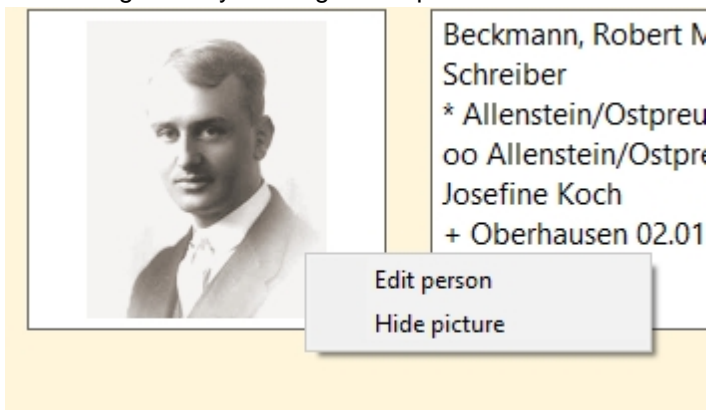 Beckmann, Robert M
Schreiber
* Allenstein/Ostpreu
oo Allenstein/Ostpre
Josefine Koch
+ Oberhausen 02.01
Edit person
Hide picture